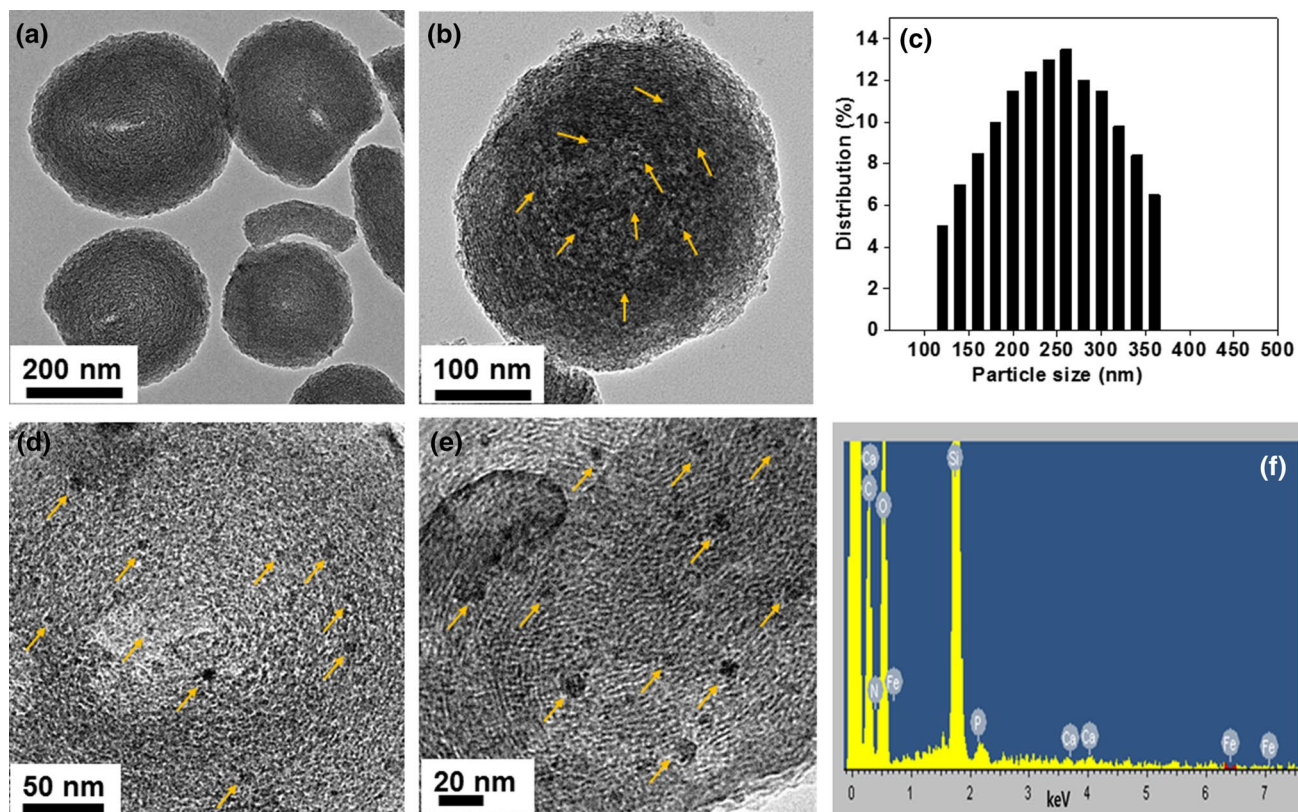 (a)
200 nm
(b)
100 nm
(c)
14
12
10
8
6
4
2
0
Distribution (%)
100 150 200 250 300 350 400 450 500
Particle size (nm)
(d)
50 nm
(e)
20 nm
(f)
Ca
C
O
N
Fe
Si
P
Ca
Ca
Fe
Fe
0 1 2 3 4 5 6 7
keV